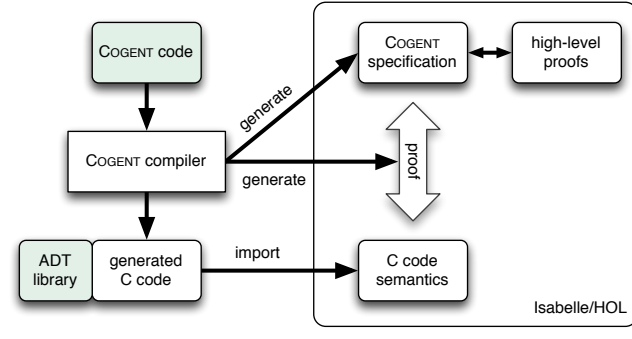 COGENT code
COGENT
specification
high-level
proofs
generate
COGENT compiler
generate
proof
ADT
library
generated
C code
import
C code
semantics
Isabelle/HOL